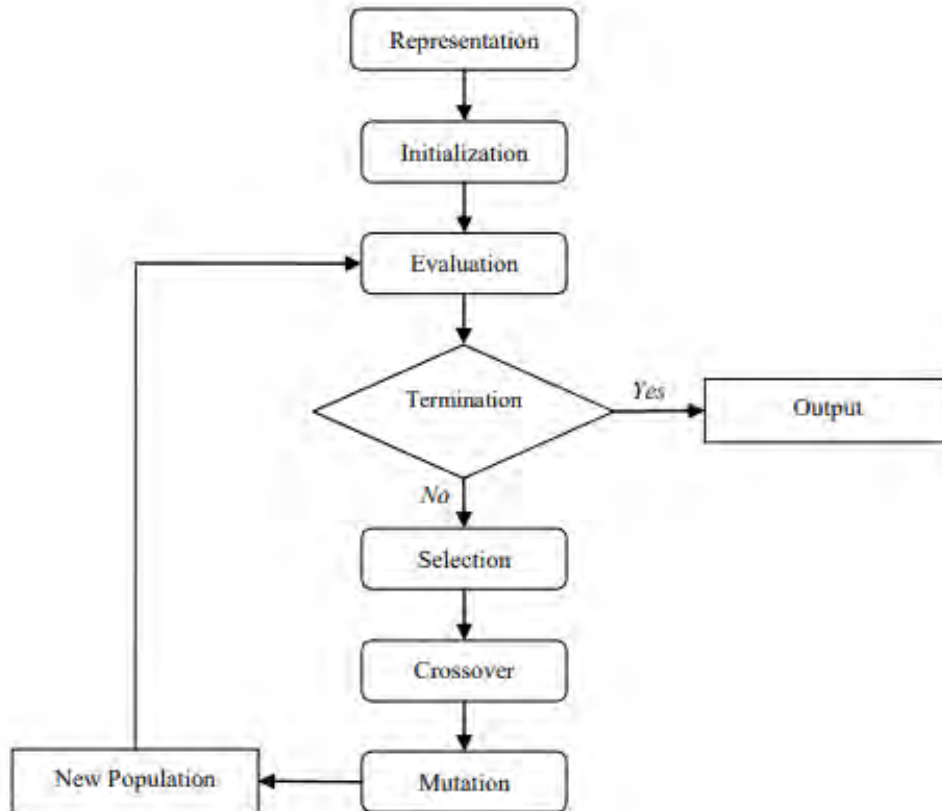 Representation
Initialization
Evaluation
Termination
Yes
Output
No
Selection
Crossover
New Population
Mutation